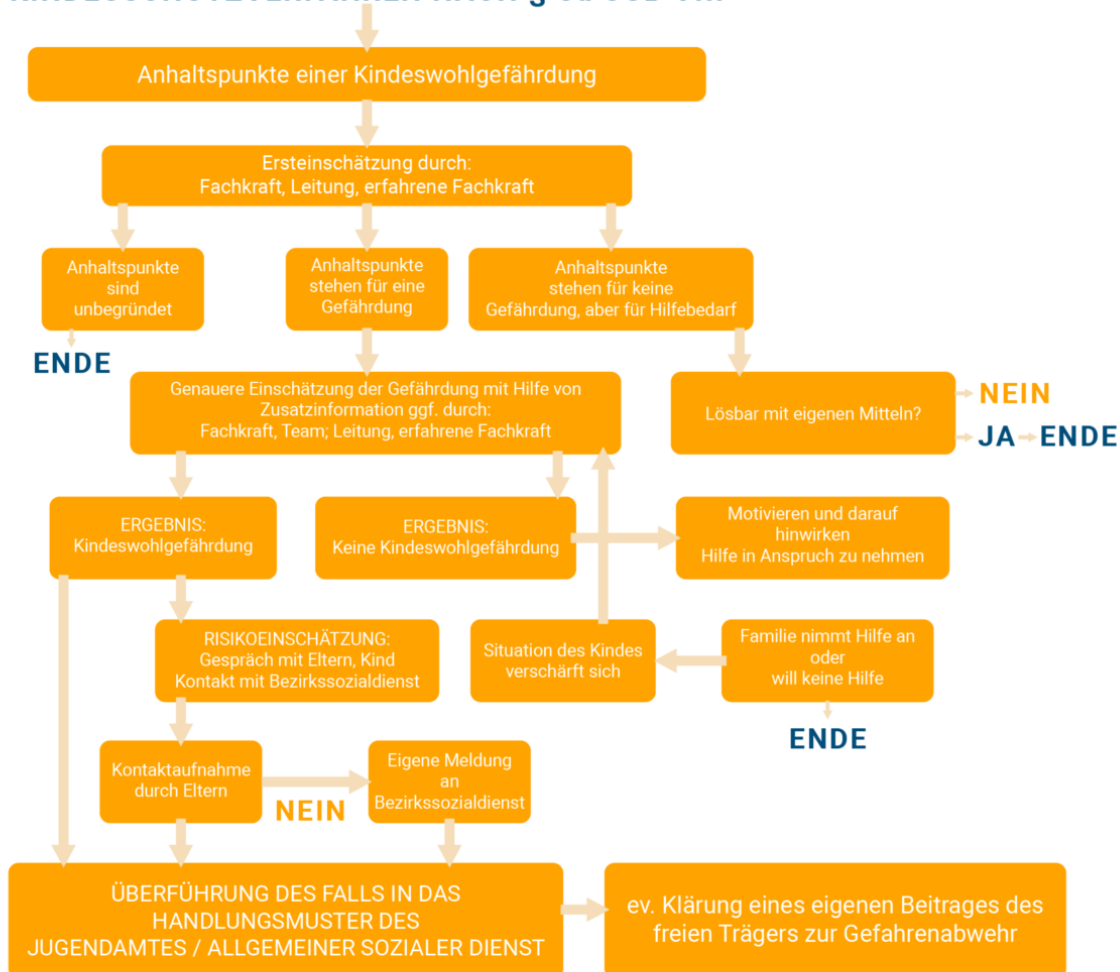 Anhaltspunkte einer Kindeswohlgefährdung
Ersteinschätzung durch:
Fachkraft, Leitung, erfahrene Fachkraft
Anhaltspunkte
sind
unbegründet
Anhaltspunkte
stehen für eine
Gefährdung
Anhaltspunkte
stehen für keine
Gefährdung, aber für Hilfebedarf
ENDE
Genauere Einschätzung der Gefährdung mit Hilfe von
Zusatzinformation ggf. durch:
Fachkraft, Team; Leitung, erfahrene Fachkraft
Lösbar mit eigenen Mitteln?
NEIN
JA
ENDE
ERGEBNIS:
Kindeswohlgefährdung
ERGEBNIS:
Keine Kindeswohlgefährdung
Motivieren und darauf
hinwirken
Hilfe in Anspruch zu nehmen
RISIKOEINSCHÄTZUNG:
Gespräch mit Eltern, Kind
Kontakt mit Bezirkssozialdienst
Situation des Kindes
verschärft sich
Familie nimmt Hilfe an
oder
will keine Hilfe
ENDE
Kontaktaufnahme
durch Eltern
NEIN
Eigene Meldung
an
Bezirkssozialdienst
ÜBERFÜHRUNG DES FALLS IN DAS
HANDLUNGSMUSTER DES
JUGENDAMTES / ALLGEMEINER SOZIALER DIENST
ev. Klärung eines eigenen Beitrages des
freien Trägers zur Gefahrenabwehr